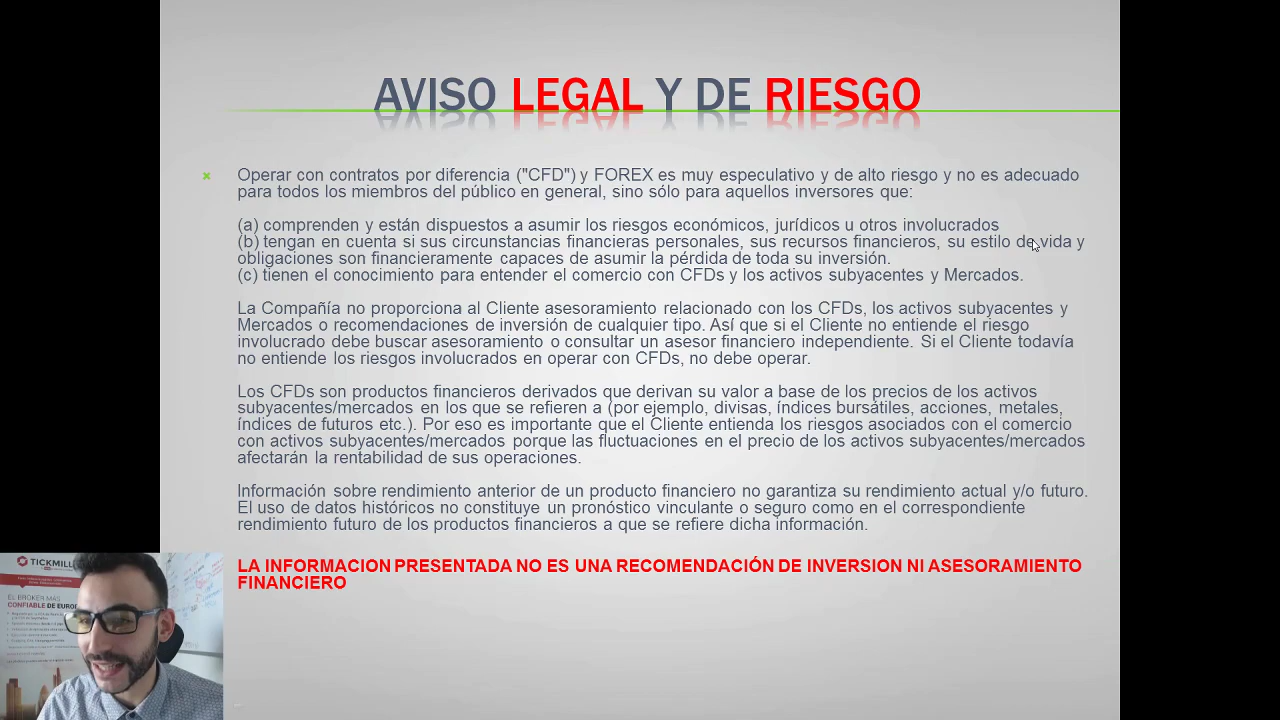 AVISO LEGAL Y DE RIESGO
Operar con contratos por diferencia ("CFD") y FOREX es muy especulativo y de alto riesgo y no es adecuado
para todos los miembros del público en general, sino sólo para aquellos inversores que:
(a) comprenden y están dispuestos a asumir los riesgos económicos, jurídicos u otros involucrados
(b) tengan en cuenta si sus circunstancias financieras personales, sus recursos financieros, su estilo de vida y
obligaciones son financieramente capaces de asumir la pérdida de toda su inversión.
(c) tienen el conocimiento para entender el comercio con CFDs y los activos subyacentes y Mercados.
La Compañía no proporciona al Cliente asesoramiento relacionado con los CFDs, los activos subyacentes y
Mercados o recomendaciones de inversión de cualquier tipo. Así que si el Cliente no entiende el riesgo
involucrado debe buscar asesoramiento o consultar un asesor financiero independiente. Si el Cliente todavía
no entiende los riesgos involucrados en operar con CFDs, no debe operar.
Los CFDs son productos financieros derivados que derivan su valor a base de los precios de los activos
subyacentes/mercados en los que se refieren a (por ejemplo, divisas, índices bursátiles, acciones, metales,
índices de futuros etc.). Por eso es importante que el Cliente entienda los riesgos asociados con el comercio
con activos subyacentes/mercados porque las fluctuaciones en el precio de los activos subyacentes/mercados
afectarán la rentabilidad de sus operaciones.
Información sobre rendimiento anterior de un producto financiero no garantiza su rendimiento actual y/o futuro.
El uso de datos históricos no constituye un pronóstico vinculante o seguro como en el correspondiente
rendimiento futuro de los productos financieros a que se refiere dicha información.
LA INFORMACION PRESENTADA NO ES UNA RECOMENDACIÓN DE INVERSION NI ASESORAMIENTO
FINANCIERO
TICKMILL
EL BRÓKER MÁS
CONFIABLE DE EURO